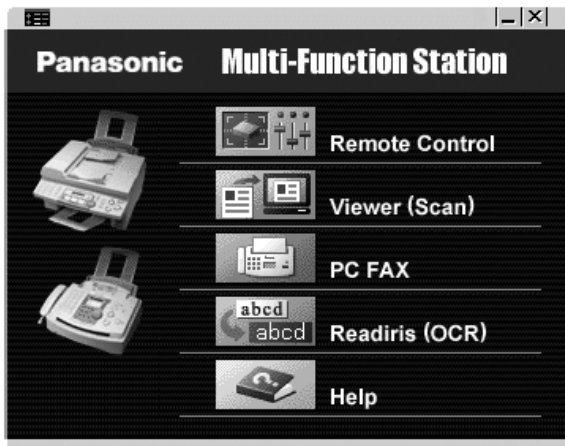 Panasonic Multi-Function Station
Remote Control
Viewer (Scan)
PC FAX
abcd
abcd
Readiris (OCR)
?
Help